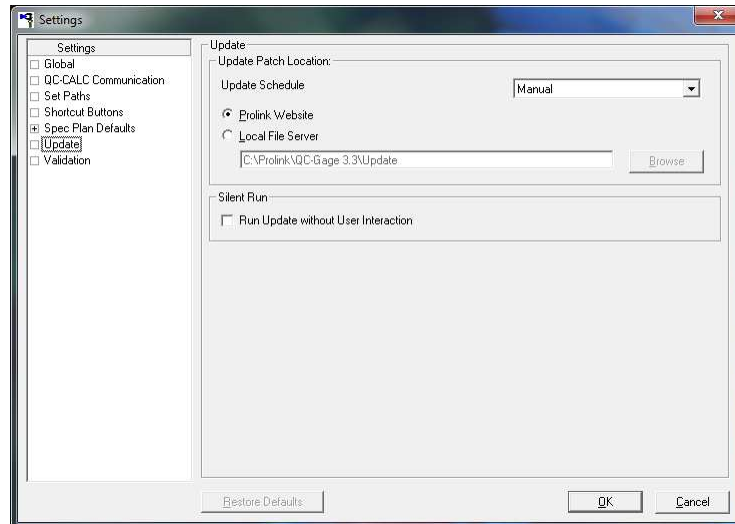 Settings
Settings
Global
QC-CALC Communication
Set Paths
Shortcut Buttons
Spec Plan Defaults
Update
Validation
Update
Update Patch Location:
Update Schedule
Manual
Prolink Website
Local File Server
C:\Prolink\QC-Gage 3.3\Update
Browse
Silent Run
Run Update without User Interaction
Restore Defaults
OK
Cancel